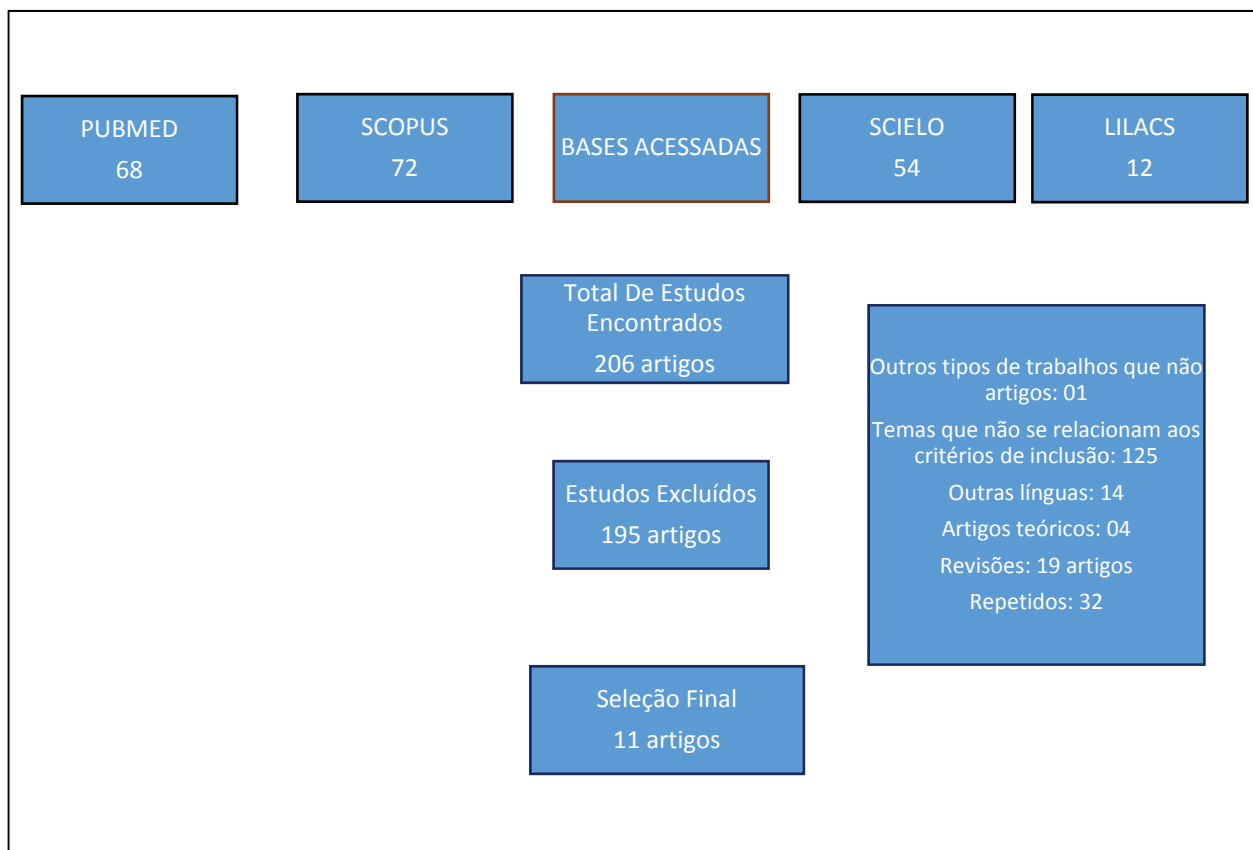 PUBMED
68
SCOPUS
72
BASES ACESSADAS
SCIELO
54
LILACS
12
Total De Estudos
Encontrados
206 artigos
Outros tipos de trabalhos que não
artigos: 01
Temas que não se relacionam aos
critérios de inclusão: 125
Outras línguas: 14
Artigos teóricos: 04
Revisões: 19 artigos
Repetidos: 32
Estudos Excluídos
195 artigos
Seleção Final
11 artigos